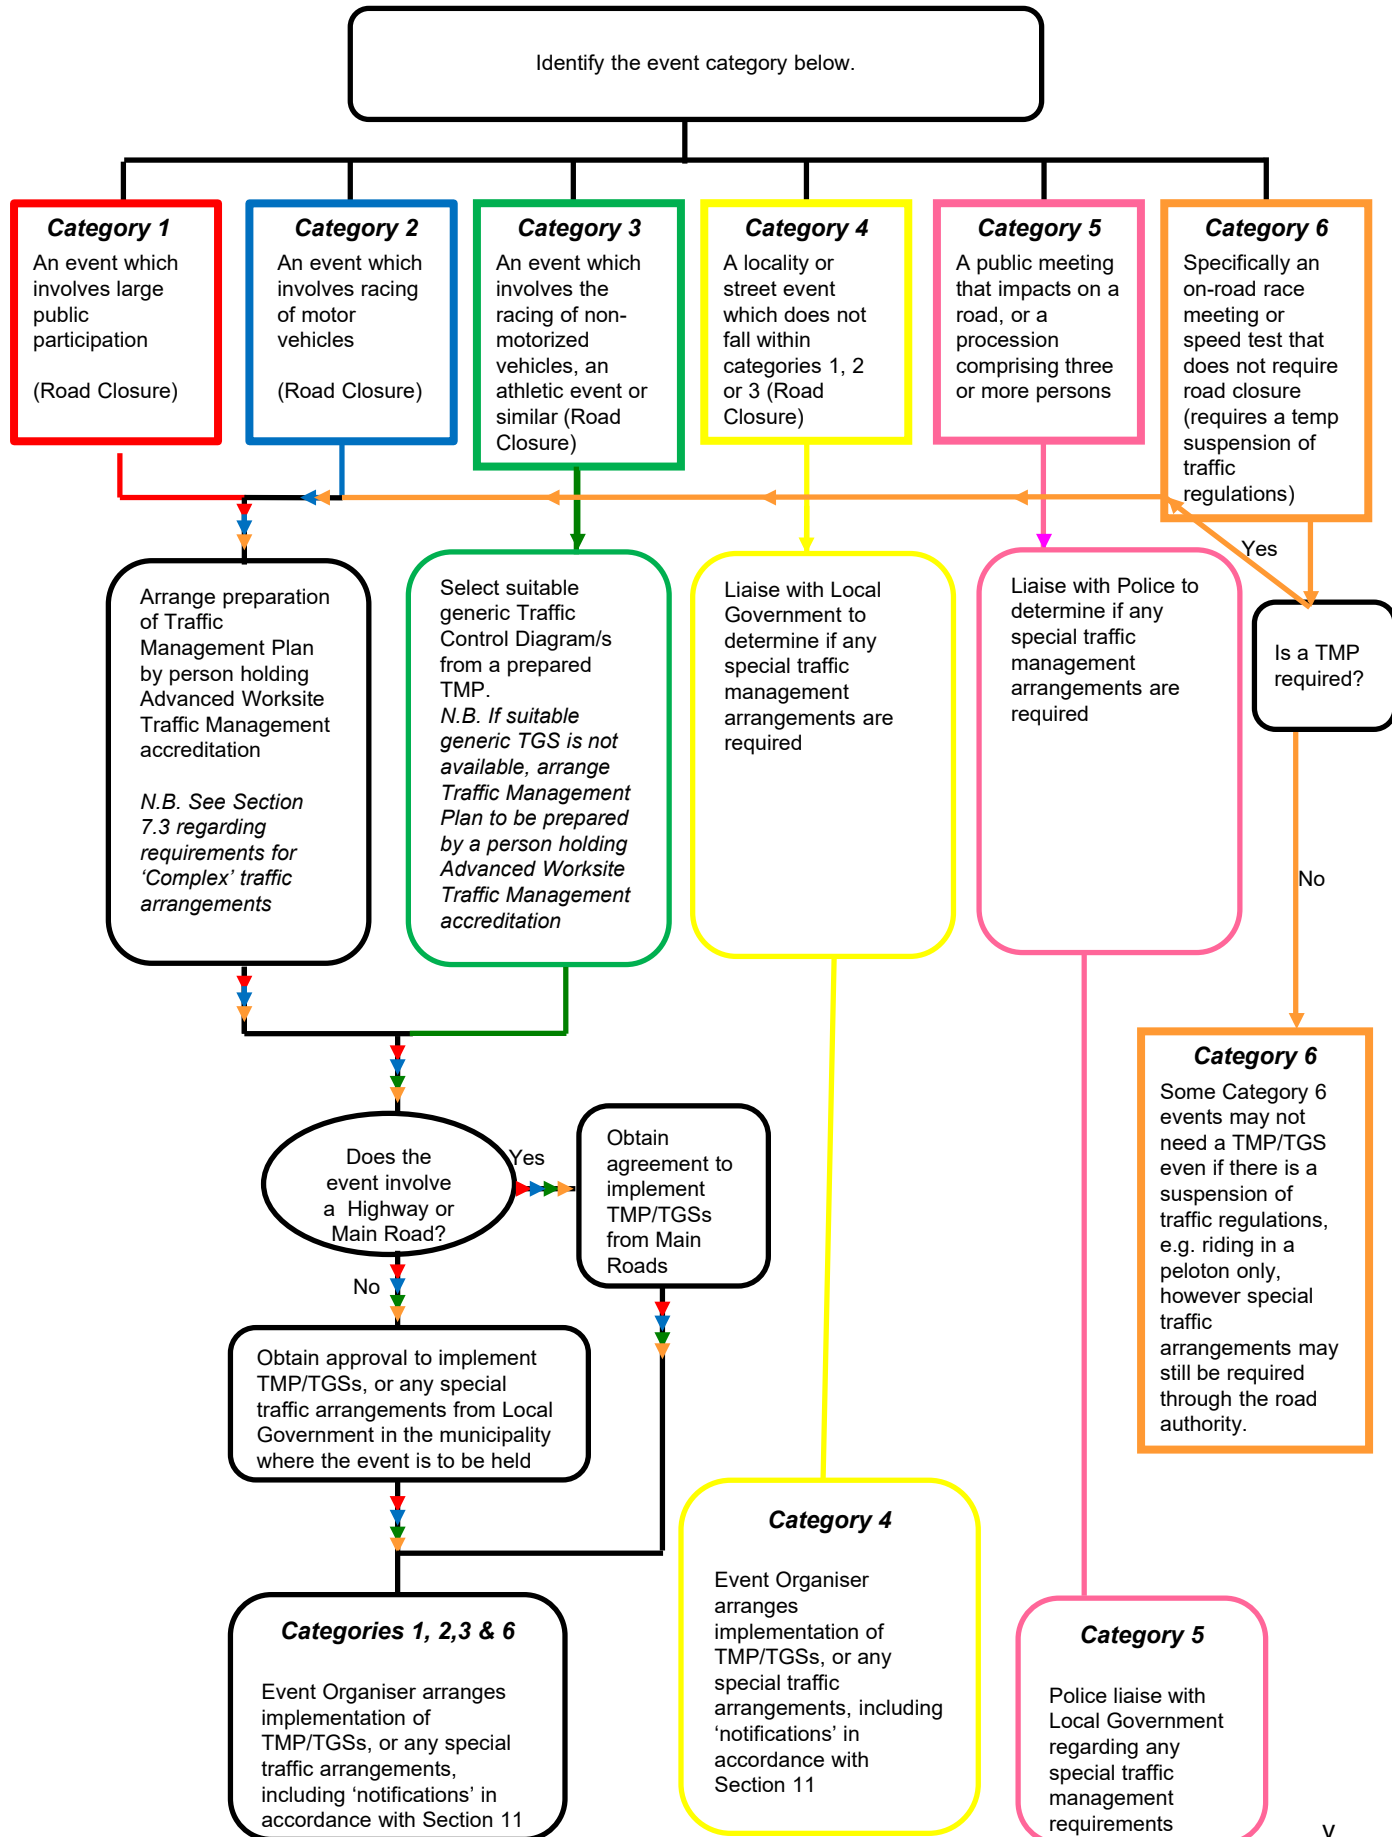 Identify the event category below.
Category 1
An event which
involves large
public
participation
(Road Closure)
Category 2
An event which
involves racing
of motor
vehicles
(Road Closure)
Category 3
An event which
involves the
racing of non-
motorized
vehicles, an
athletic event or
similar (Road
Closure)
Category 4
A locality or
street event
which does not
fall within
categories 1, 2
or 3 (Road
Closure)
Category 5
A public meeting
that impacts on a
road, or a
procession
comprising three
or more persons
Category 6
Specifically an
on-road race
meeting or
speed test that
does not require
road closure
(requires a temp
suspension of
traffic
regulations)
Yes
Arrange preparation
of Traffic
Management Plan
by person holding
Advanced Worksite
Traffic Management
accreditation
N.B. See Section
7.3 regarding
requirements for
‘Complex’ traffic
arrangements
Select suitable
generic Traffic
Control Diagram/s
from a prepared
TMP.
N.B. If suitable
generic TGS is not
available, arrange
Traffic Management
Plan to be prepared
by a person holding
Advanced Worksite
Traffic Management
accreditation
Liaise with Local
Government to
determine if any
special traffic
management
arrangements are
required
Liaise with Police to
determine if any
special traffic
management
arrangements are
required
Is a TMP
required?
No
Does the
event involve
a Highway or
Main Road?
Yes
Obtain
agreement to
implement
TMP/TGSs
from Main
Roads
No
Obtain approval to implement
TMP/TGSs, or any special
traffic arrangements from Local
Government in the municipality
where the event is to be held
Category 6
Some Category 6
events may not
need a TMP/TGS
even if there is a
suspension of
traffic regulations,
e.g. riding in a
peloton only,
however special
traffic
arrangements may
still be required
through the road
authority.
Categories 1, 2,3 & 6
Event Organiser arranges
implementation of
TMP/TGSs, or any special
traffic arrangements,
including ‘notifications’ in
accordance with Section 11
Category 4
Event Organiser
arranges
implementation of
TMP/TGSs, or any
special traffic
arrangements, including
‘notifications’ in
accordance with
Section 11
Category 5
Police liaise with
Local Government
regarding any
special traffic
management
requirements
v